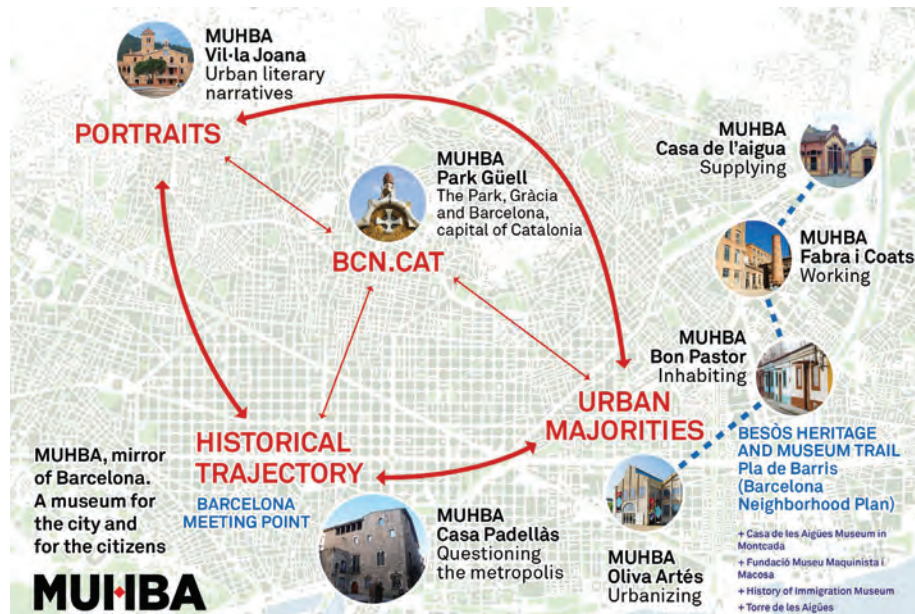 MUHBA
Vil·la Joana
Urban literary
narratives
PORTRAITS
MUHBA
Casa de l'aigua
Supplying
MUHBA
Park Güell
The Park, Gràcia
and Barcelona,
capital of Catalonia
BCN.CAT
MUHBA
Fabra i Coats
Working
MUHBA
Bon Pastor
Inhabiting
URBAN
MAJORITIES
HISTORICAL
TRAJECTORY
BARCELONA
MEETING POINT
MUHBA, mirror
of Barcelona.
A museum for
the city and
for the citizens
MUHBA
MUHBA
Casa Padellàs
Questioning
the metropolis
MUHBA
Oliva Artés
Urbanizing
BESÒS HERITAGE
AND MUSEUM TRAIL
Pla de Barris
(Barcelona
Neighborhood Plan)
+ Casa de les Aigües Museum in
Montcada
+ Fundació Museu Maquinista i
Macosa
+ History of Immigration Museum
+ Torre de les Aigües